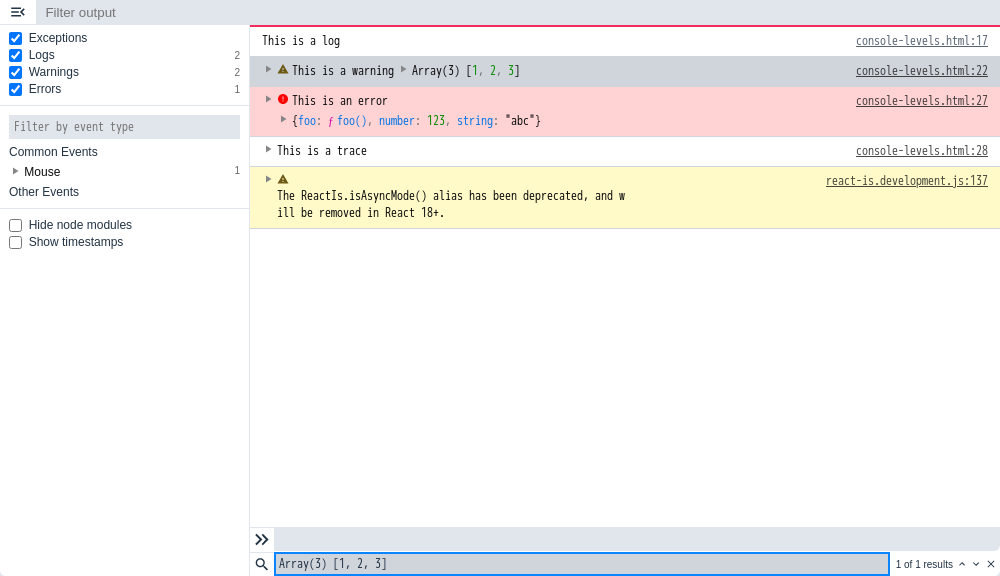 Filter output
Exceptions
Logs 2
Warnings 2
Errors 1
Filter by event type
Common Events
Mouse 1
Other Events
Hide node modules
Show timestamps
This is a log console-levels.html:17
This is a warning Array(3) [1, 2, 3] console-levels.html:22
This is an error console-levels.html:27
{foo: ƒ foo(), number: 123, string: "abc"}
This is a trace console-levels.html:28
react-is.development.js:137
The ReactIs.isAsyncMode() alias has been deprecated, and w
ill be removed in React 18+.
Array(3) [1, 2, 3] 1 of 1 results